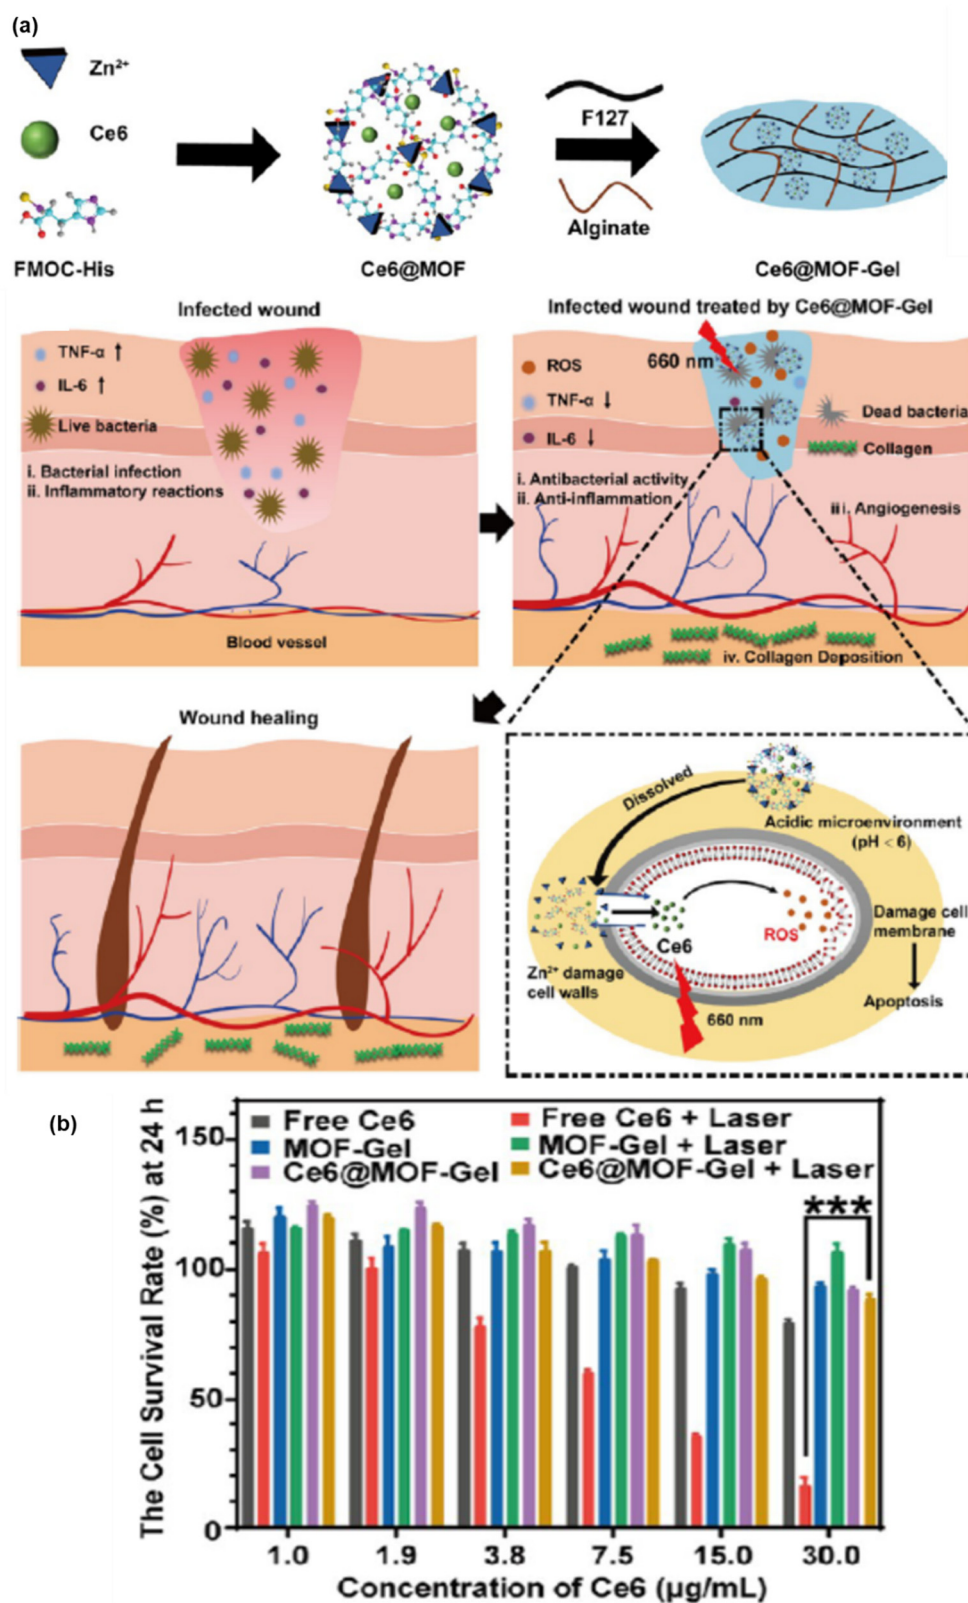 (a)
Zn²⁺
Ce6
FMOC-His
Ce6@MOF
F127
Alginate
Ce6@MOF-Gel
Infected wound
TNF-α ↑
IL-6 ↑
Live bacteria
i. Bacterial infection
ii. Inflammatory reactions
Blood vessel
Infected wound treated by Ce6@MOF-Gel
660 nm
ROS
TNF-α ↓
IL-6 ↓
Dead bacteria
Collagen
i. Antibacterial activity
ii. Anti-inflammation
iii. Angiogenesis
iv. Collagen Deposition
Wound healing
Dissolved
Acidic microenvironment
(pH < 6)
Ce6
ROS
Damage cell
membrane
Apoptosis
Zn²⁺ damage
cell walls
660 nm
(b)
The Cell Survival Rate (%) at 24 h
Free Ce6
Free Ce6 + Laser
MOF-Gel
MOF-Gel + Laser
Ce6@MOF-Gel
Ce6@MOF-Gel + Laser
***
150
100
50
0
1.0 1.9 3.8 7.5 15.0 30.0
Concentration of Ce6 (μg/mL)